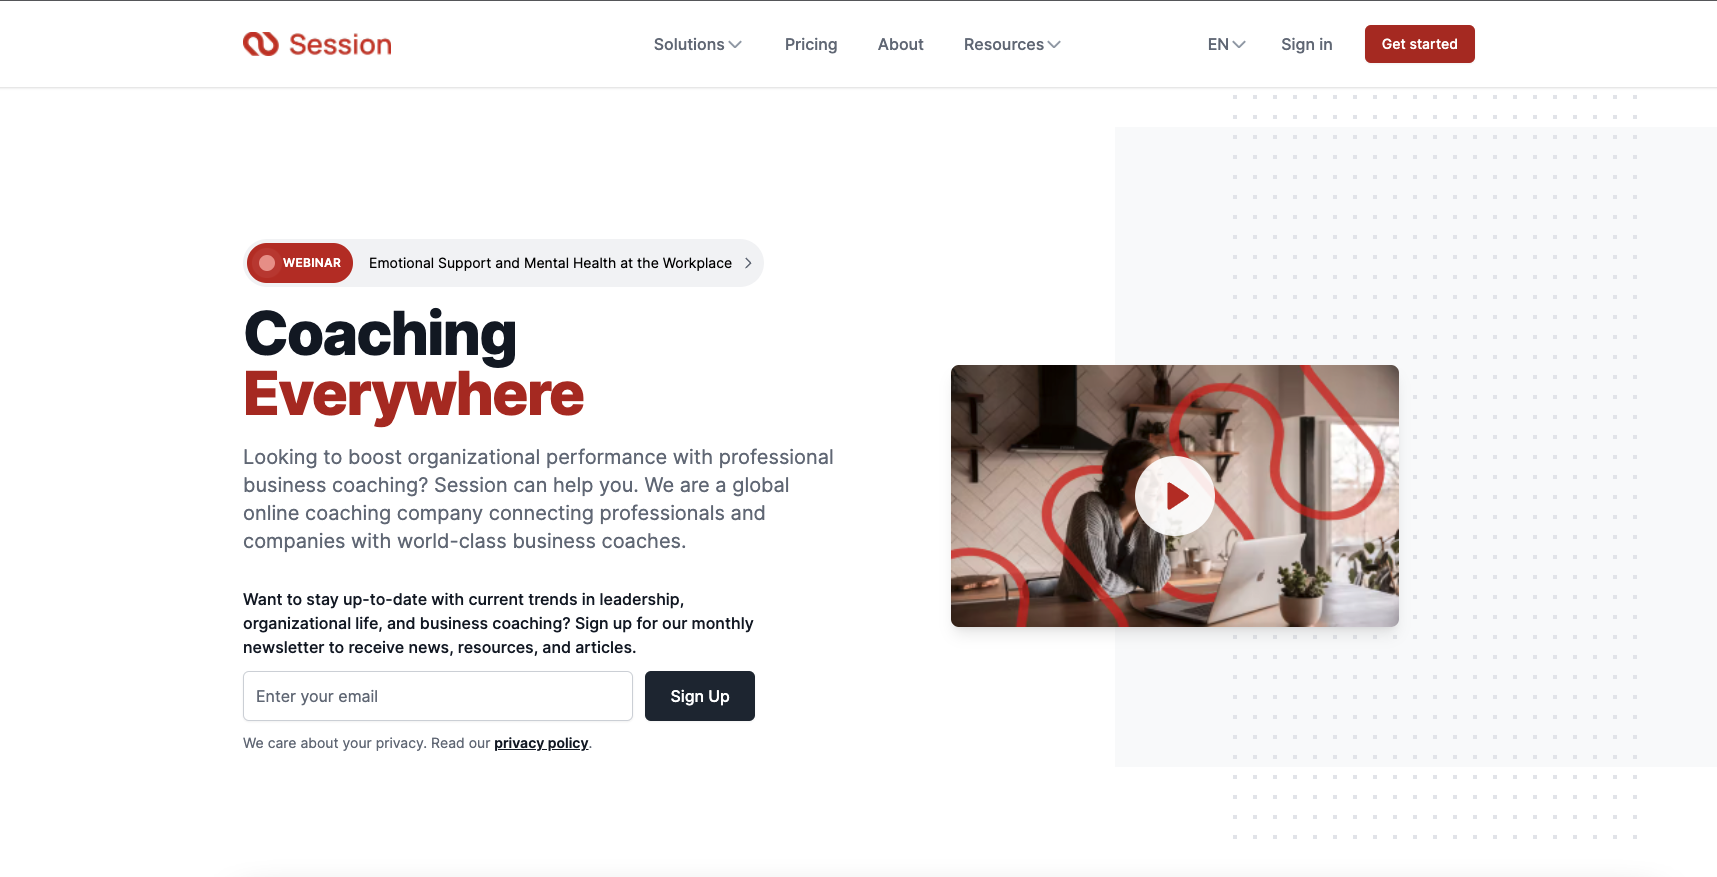 Session
Solutions
Pricing
About
Resources
EN
Sign in
Get started
WEBINAR
Emotional Support and Mental Health at the Workplace
Coaching
Everywhere
Looking to boost organizational performance with professional
business coaching? Session can help you. We are a global
online coaching company connecting professionals and
companies with world-class business coaches.
Want to stay up-to-date with current trends in leadership,
organizational life, and business coaching? Sign up for our monthly
newsletter to receive news, resources, and articles.
Enter your email
Sign Up
We care about your privacy. Read our privacy policy.